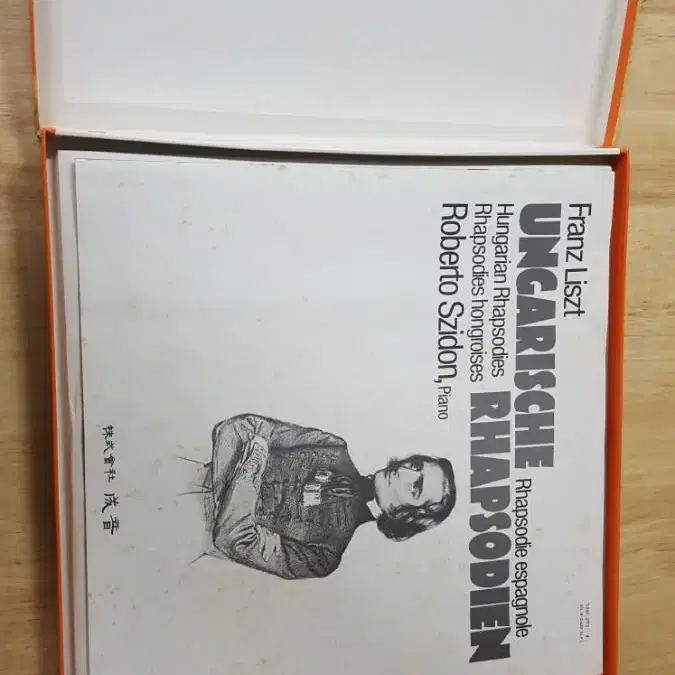 Franz Liszt
UNGARISCHE
Rhapsodie espagnole
Hungarian Rhapsodies
RHAPSODIEN
Rhapsodies hongroises
Roberto Szidon, Piano
株式會社 成音